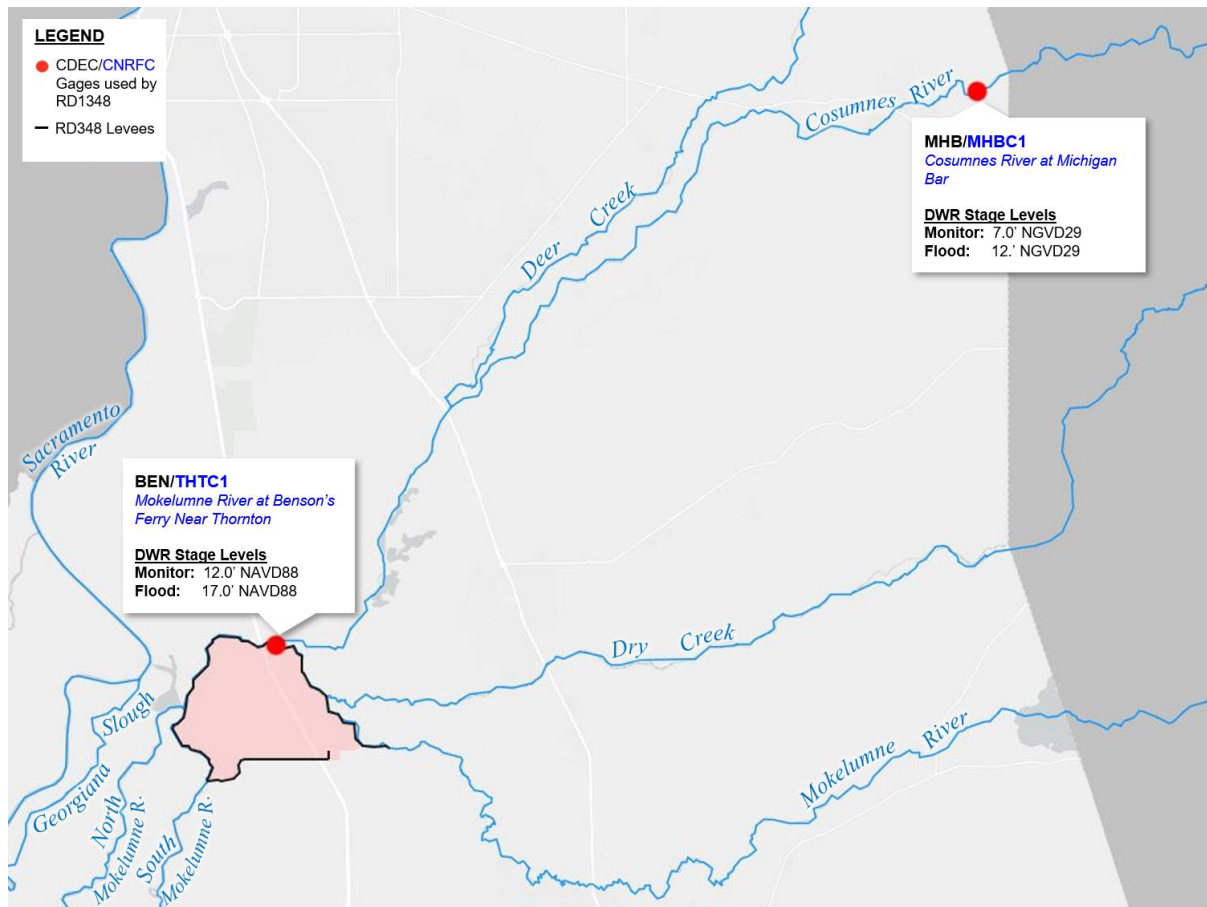 LEGEND
CDEC/CNRFC
Gages used by
RD1348
RD348 Levees
Cosumnes River
MHB/MHBC1
Cosumnes River at Michigan
Bar
DWR Stage Levels
Monitor: 7.0' NGVD29
Flood: 12.' NGVD29
Deer Creek
Sacramento
River
BEN/THTC1
Mokelumne River at Benson's
Ferry Near Thornton
DWR Stage Levels
Monitor: 12.0' NAVD88
Flood: 17.0' NAVD88
Dry Creek
Mokelumne River
Georgiana Slough
North
Mokelumne R.
South
Mokelumne R.